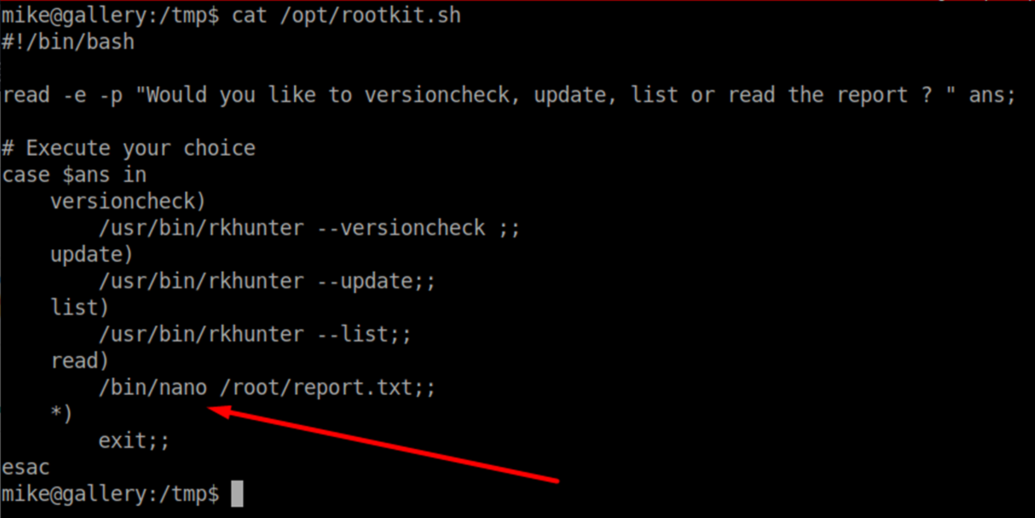 mike@gallery:/tmp$ cat /opt/rootkit.sh
#!/bin/bash
read -e -p "Would you like to versioncheck, update, list or read the report ? " ans;
# Execute your choice
case $ans in
    versioncheck)
        /usr/bin/rkhunter --versioncheck ;;
    update)
        /usr/bin/rkhunter --update;;
    list)
        /usr/bin/rkhunter --list;;
    read)
        /bin/nano /root/report.txt;;
    *)
        exit;;
esac
mike@gallery:/tmp$